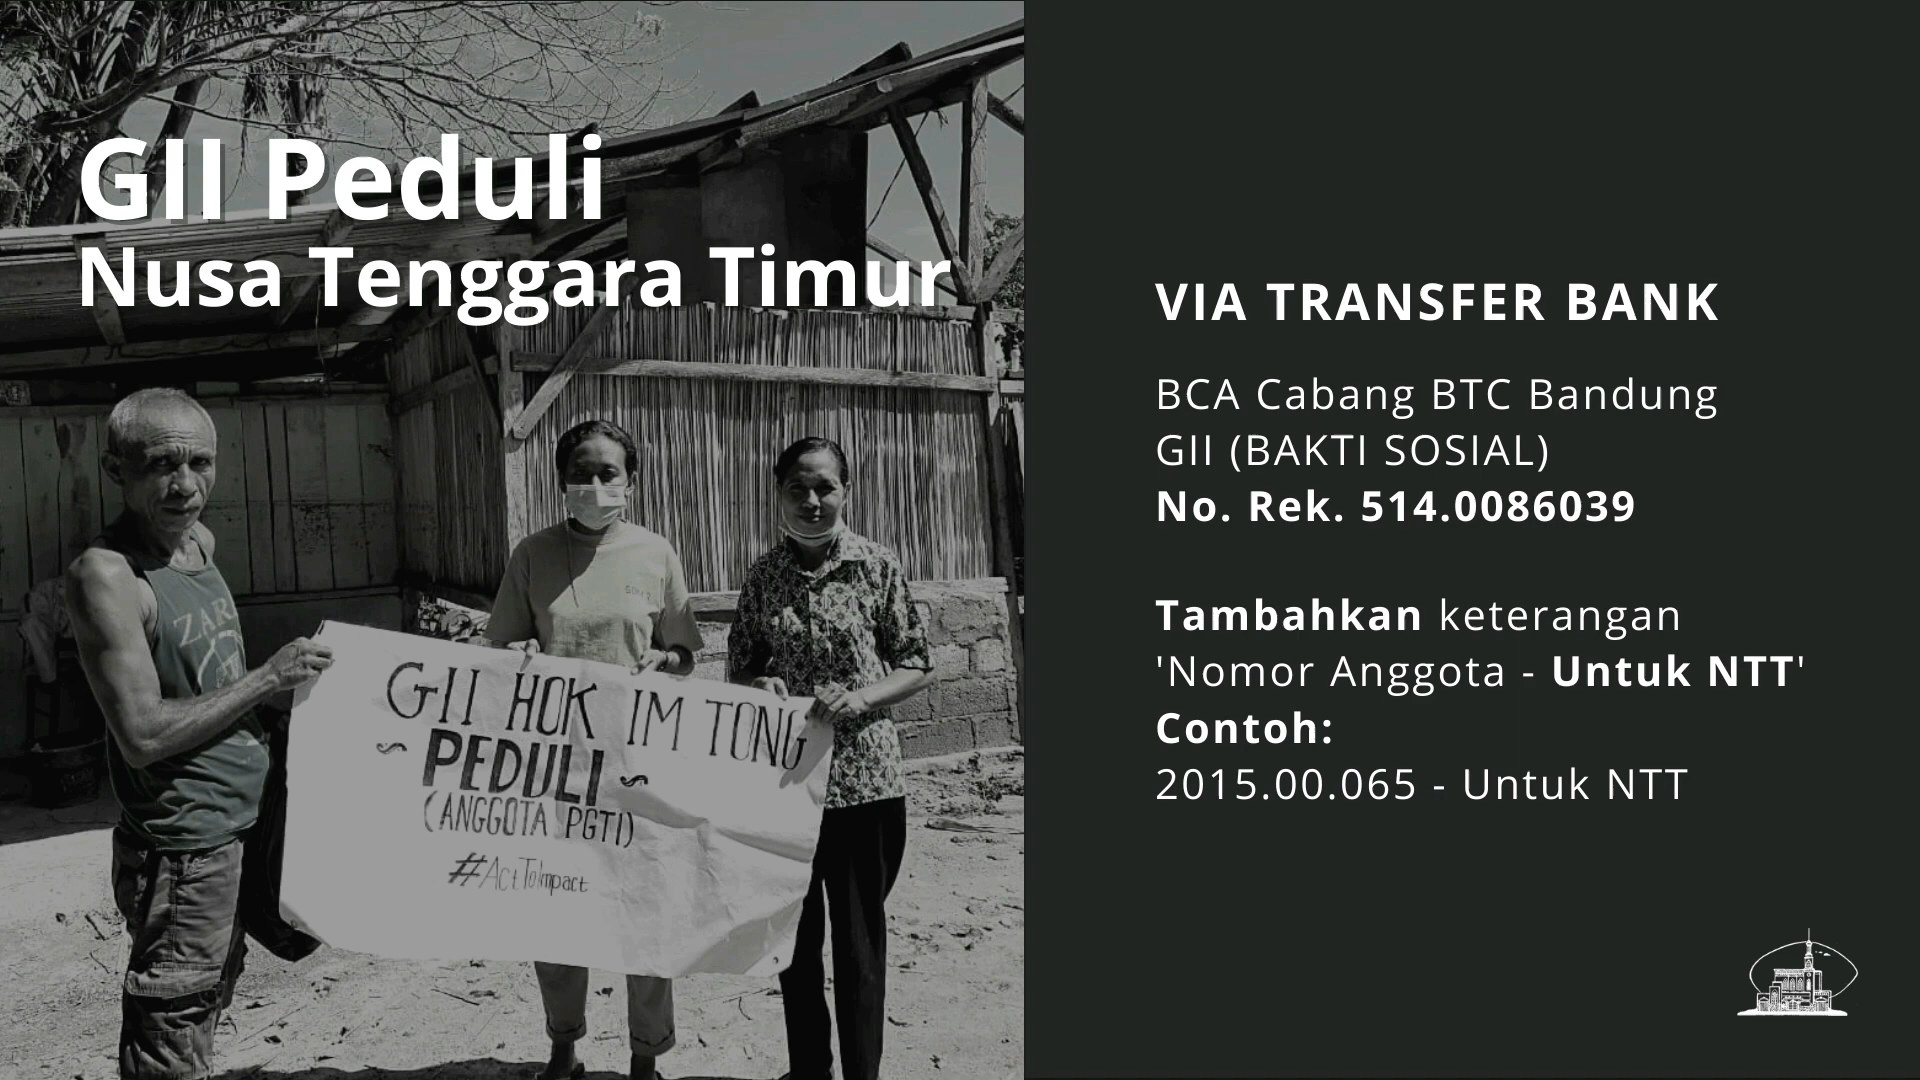 GII Peduli
Nusa Tenggara Timur
ZAR
GII HOK IM TONG
~ PEDULI ~
(ANGGOTA PGTI)
#ActToImpact
VIA TRANSFER BANK
BCA Cabang BTC Bandung
GII (BAKTI SOSIAL)
No. Rek. 514.0086039
Tambahkan keterangan
'Nomor Anggota - Untuk NTT'
Contoh:
2015.00.065 - Untuk NTT